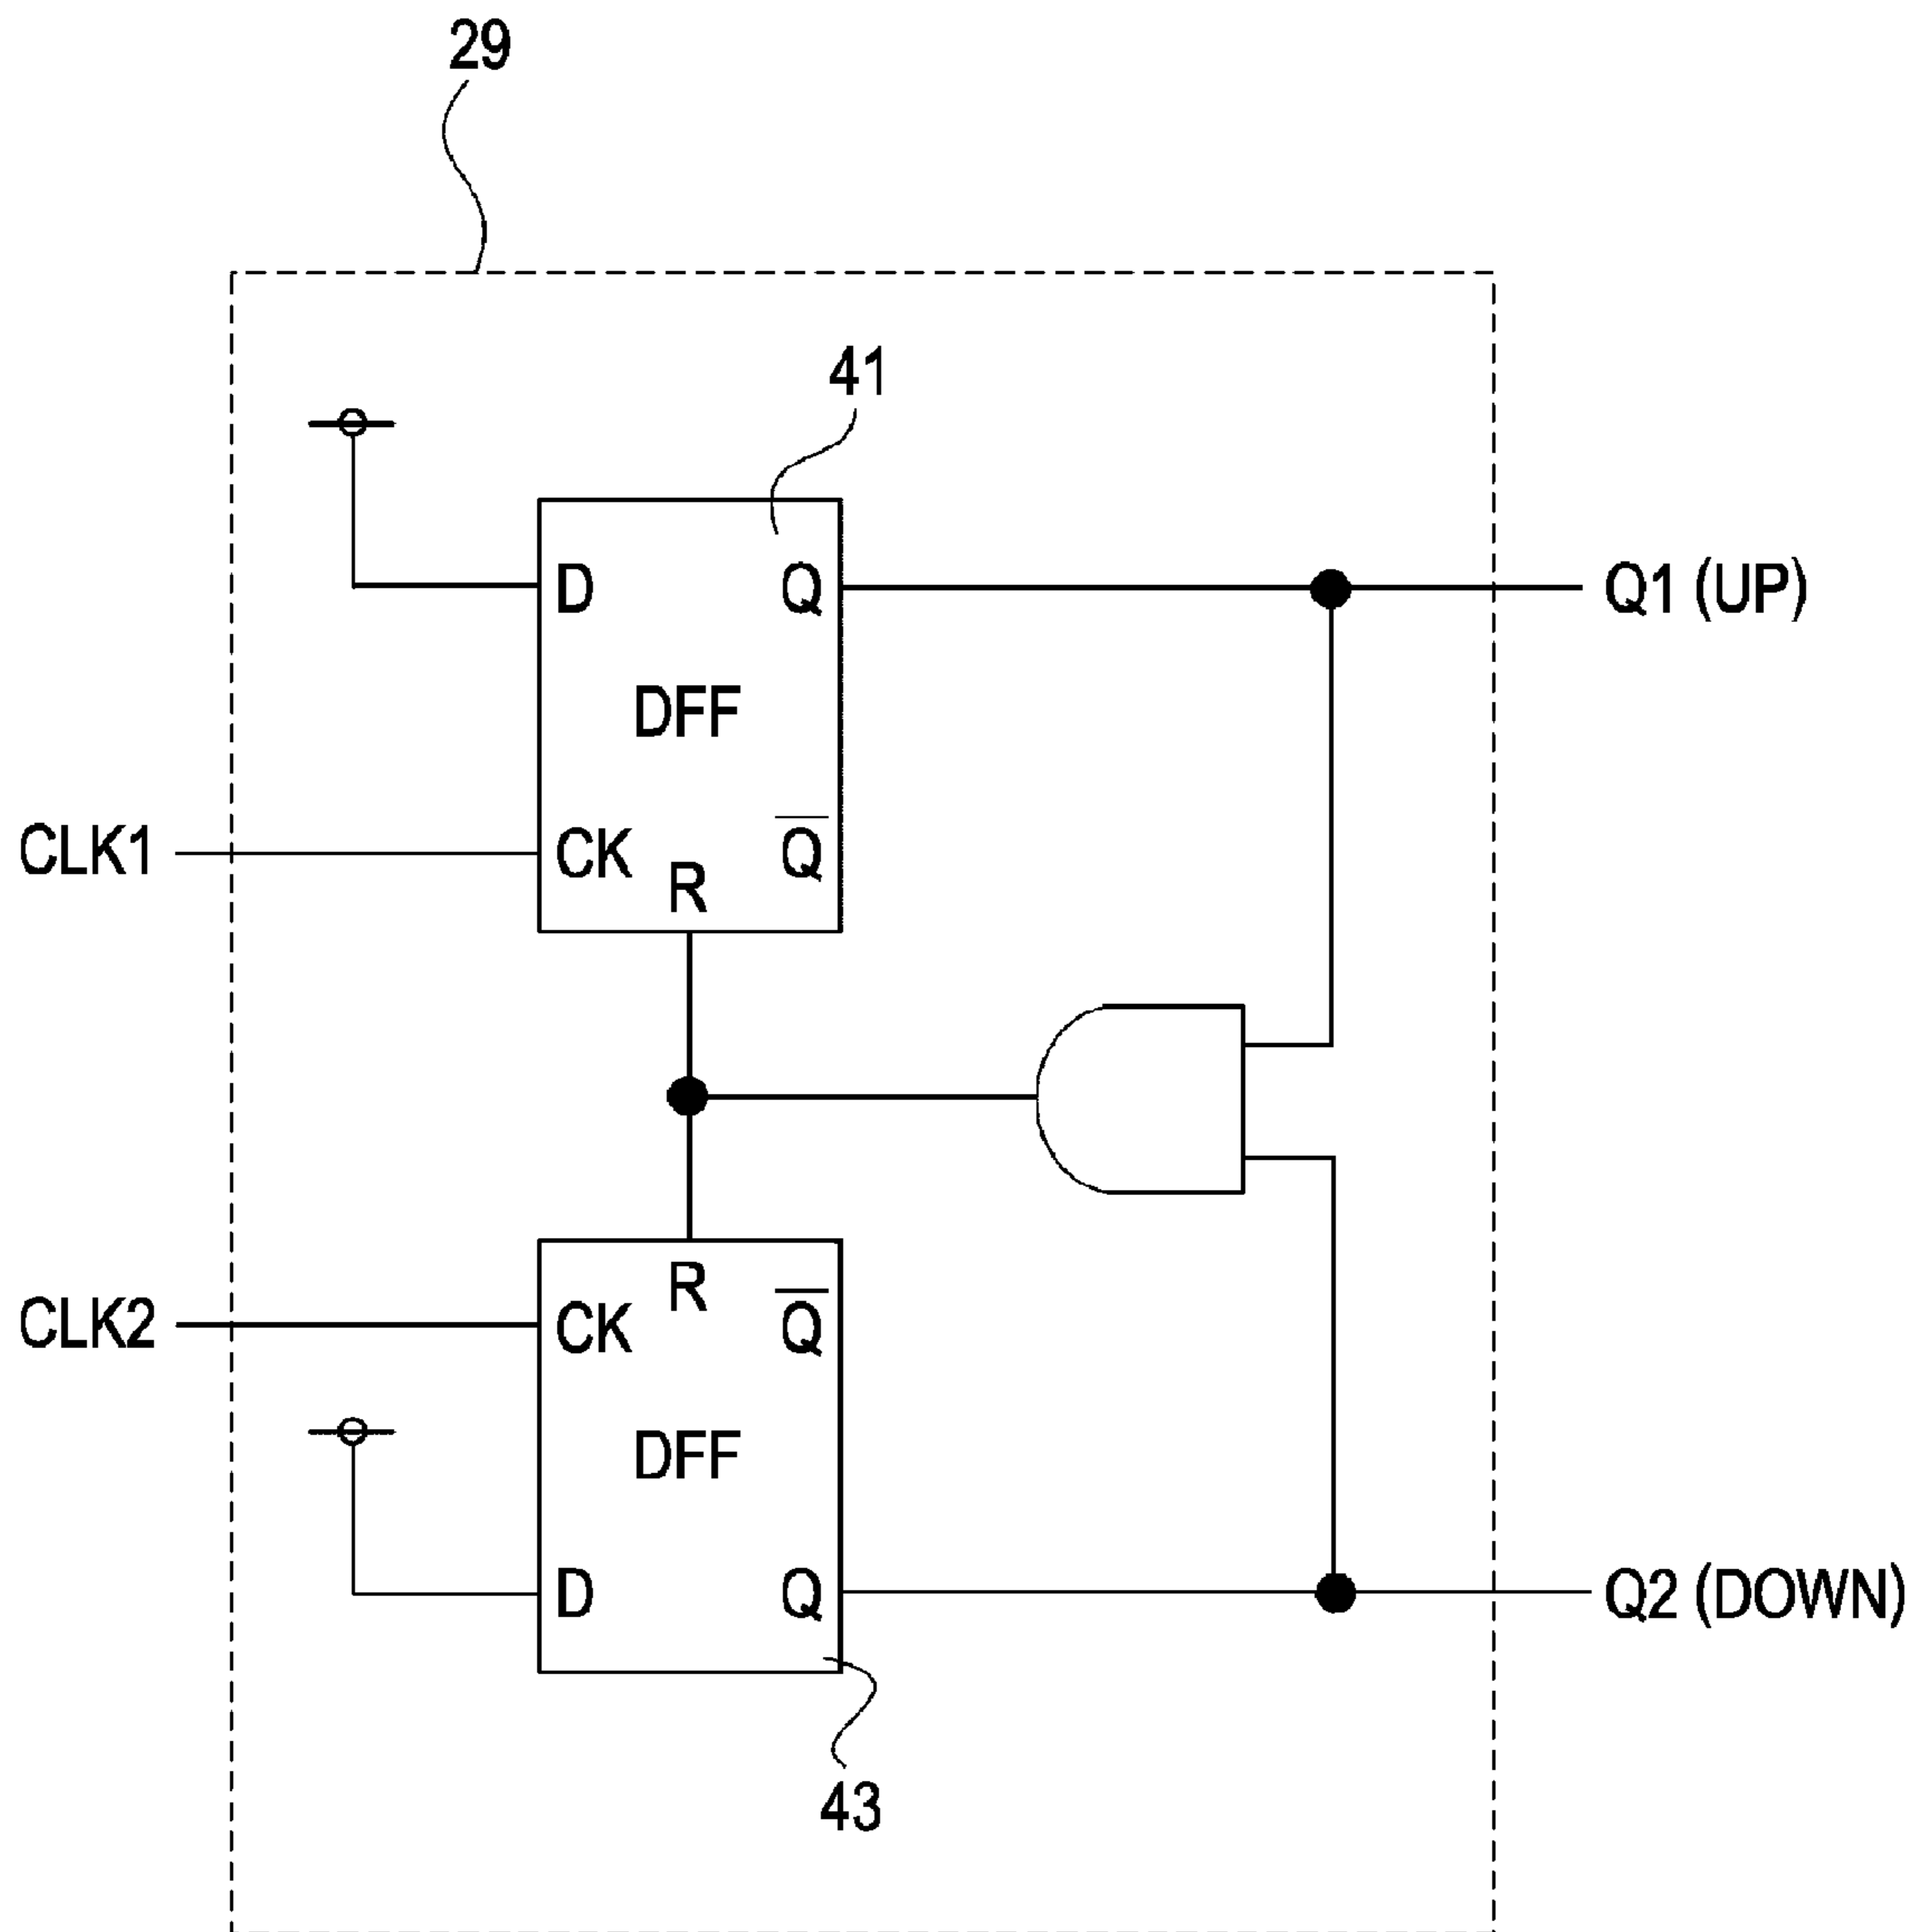 29
41
D Q
Q1 (UP)
DFF
CLK1
CK Q̅
R
R
CLK2
CK Q̅
DFF
D Q
Q2 (DOWN)
43